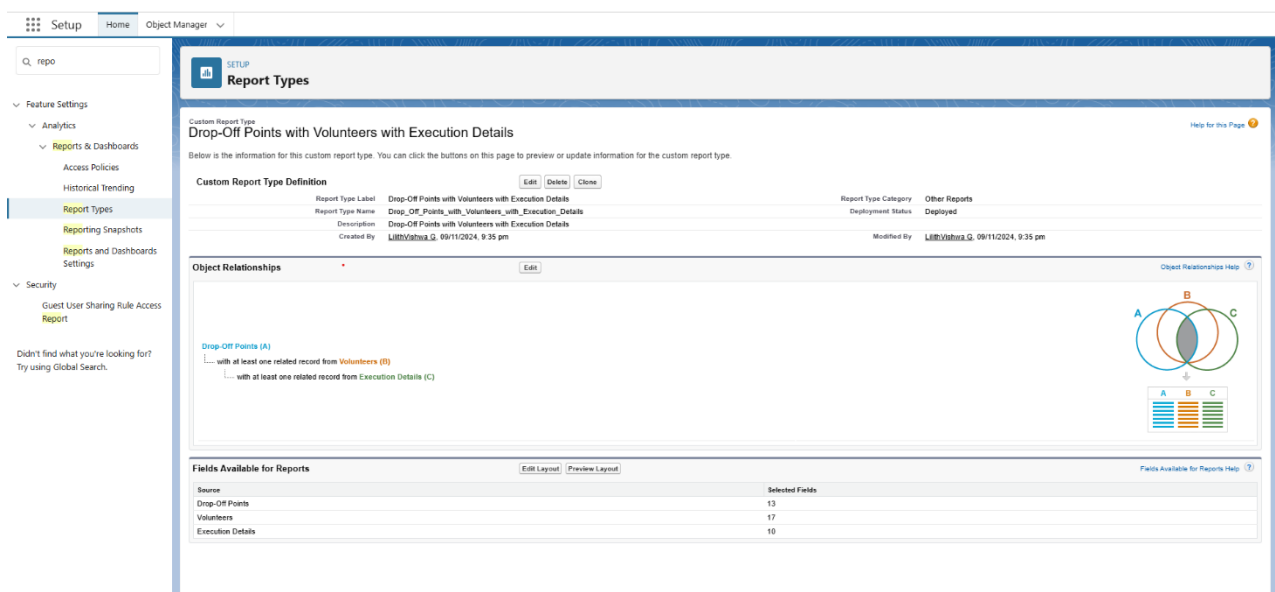 Setup Home Object Manager
repo
Feature Settings
Analytics
Reports & Dashboards
Access Policies
Historical Trending
Report Types
Reporting Snapshots
Reports and Dashboards
Settings
Security
Guest User Sharing Rule Access
Report
Didn't find what you're looking for?
Try using Global Search.
SETUP
Report Types
Custom Report Type
Drop-Off Points with Volunteers with Execution Details
Help for this Page ?
Below is the information for this custom report type. You can click the buttons on this page to preview or update information for the custom report type.
Custom Report Type Definition Edit Delete Clone
Report Type Label Drop-Off Points with Volunteers with Execution Details Report Type Category Other Reports
Report Type Name Drop_Off_Points_with_Volunteers_with_Execution_Details Deployment Status Deployed
Description Drop-Off Points with Volunteers with Execution Details
Created By LilithVishwa G, 09/11/2024, 9:35 pm Modified By LilithVishwa G, 09/11/2024, 9:35 pm
Object Relationships * Edit Object Relationships Help ?
Drop-Off Points (A)
with at least one related record from Volunteers (B)
with at least one related record from Execution Details (C)
B
A C
A B C
Fields Available for Reports Edit Layout Preview Layout Fields Available for Reports Help ?
Source Selected Fields
Drop-Off Points 13
Volunteers 17
Execution Details 10